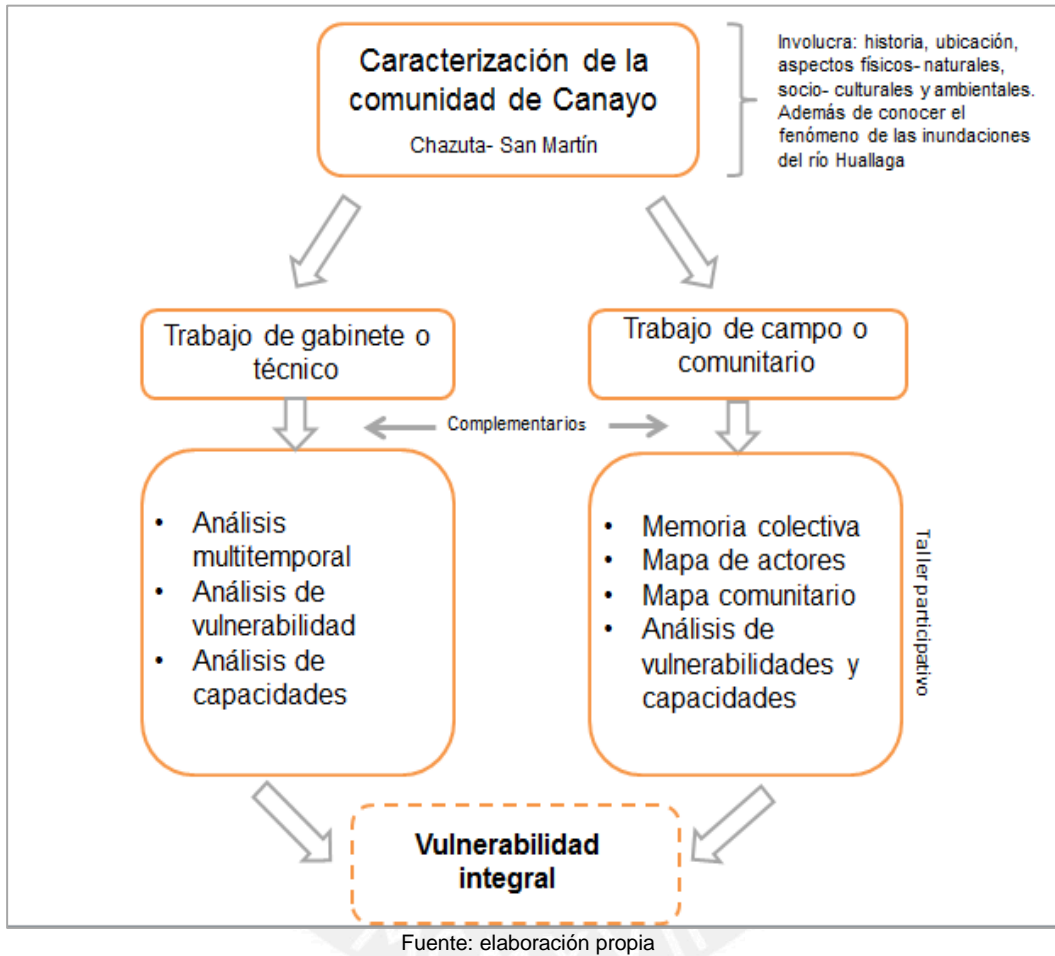 Caracterización de la
comunidad de Canayo
Chazuta- San Martín
Involucra: historia, ubicación,
aspectos físicos- naturales,
socio- culturales y ambientales.
Además de conocer el
fenómeno de las inundaciones
del río Huallaga
Trabajo de gabinete o
técnico
Trabajo de campo o
comunitario
Complementarios
• Análisis
multitemporal
• Análisis de
vulnerabilidad
• Análisis de
capacidades
• Memoria colectiva
• Mapa de actores
• Mapa comunitario
• Análisis de
vulnerabilidades y
capacidades
Taller participativo
Vulnerabilidad
integral
Fuente: elaboración propia